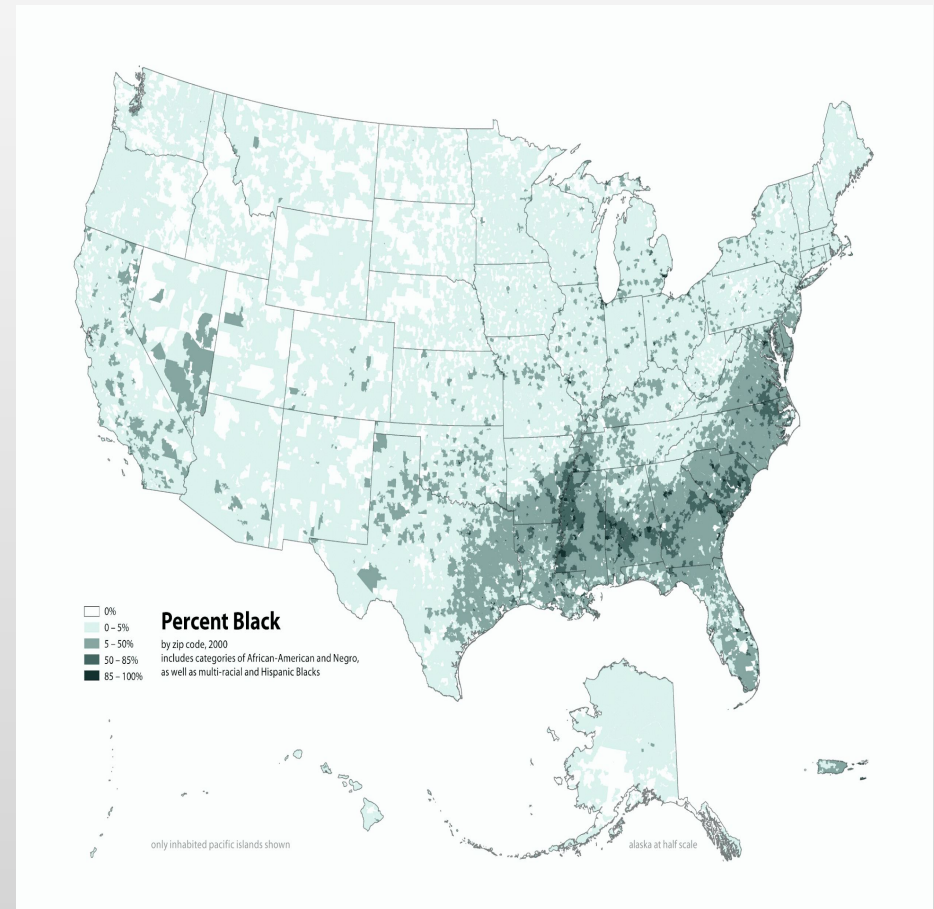 0%
0 – 5%
5 – 50%
50 – 85%
85 – 100%
Percent Black
by zip code, 2000
includes categories of African-American and Negro,
as well as multi-racial and Hispanic Blacks
only inhabited pacific islands shown
alaska at half scale